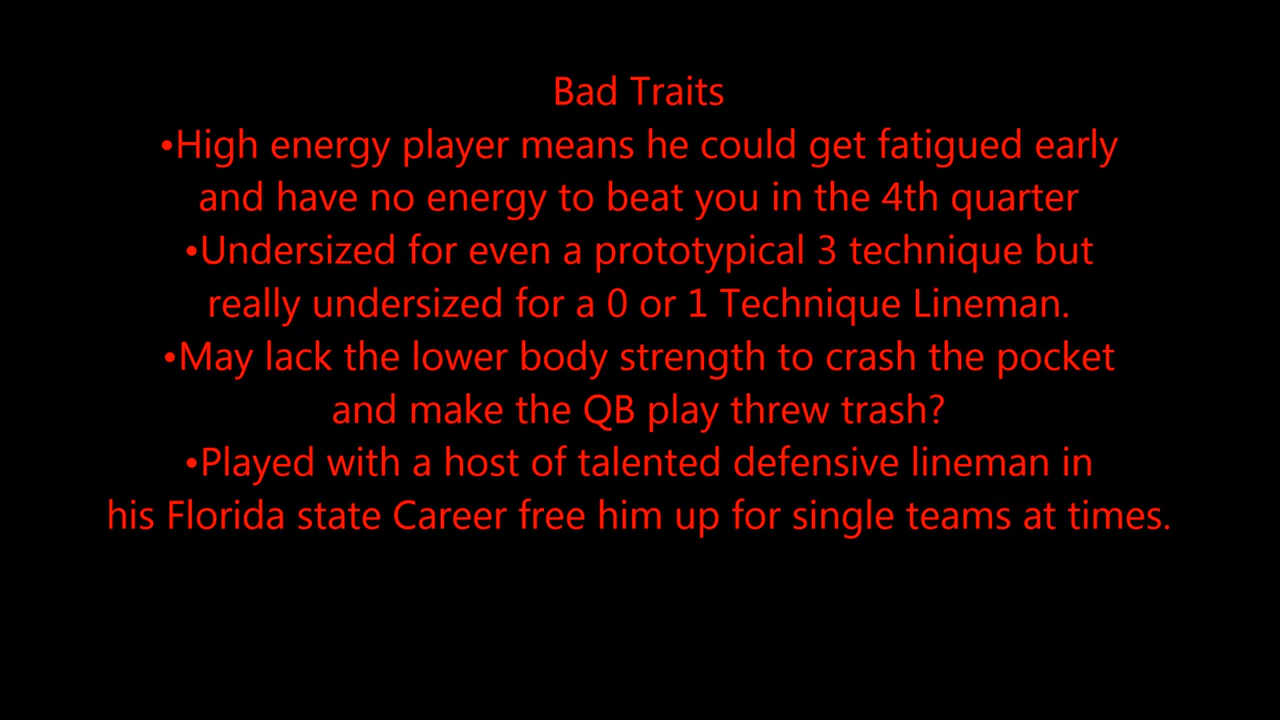 Bad Traits
•High energy player means he could get fatigued early
and have no energy to beat you in the 4th quarter
•Undersized for even a prototypical 3 technique but
really undersized for a 0 or 1 Technique Lineman.
•May lack the lower body strength to crash the pocket
and make the QB play threw trash?
•Played with a host of talented defensive lineman in
his Florida state Career free him up for single teams at times.